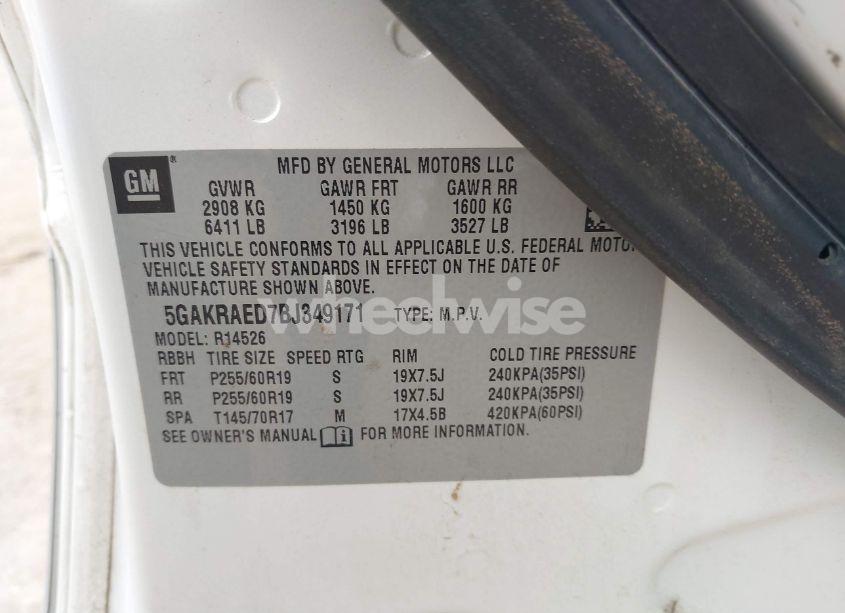 GM ® MFD BY GENERAL MOTORS LLC
GVWR GAWR FRT GAWR RR
2908 KG 1450 KG 1600 KG
6411 LB 3196 LB 3527 LB
THIS VEHICLE CONFORMS TO ALL APPLICABLE U.S. FEDERAL MOTOR
VEHICLE SAFETY STANDARDS IN EFFECT ON THE DATE OF
MANUFACTURE SHOWN ABOVE.
5GAKRAED7BJ349171 TYPE: M.P.V.
wheelwise
MODEL: R14526
RBBH TIRE SIZE SPEED RTG RIM COLD TIRE PRESSURE
FRT P255/60R19 S 19X7.5J 240KPA(35PSI)
RR P255/60R19 S 19X7.5J 240KPA(35PSI)
SPA T145/70R17 M 17X4.5B 420KPA(60PSI)
SEE OWNER'S MANUAL i FOR MORE INFORMATION.